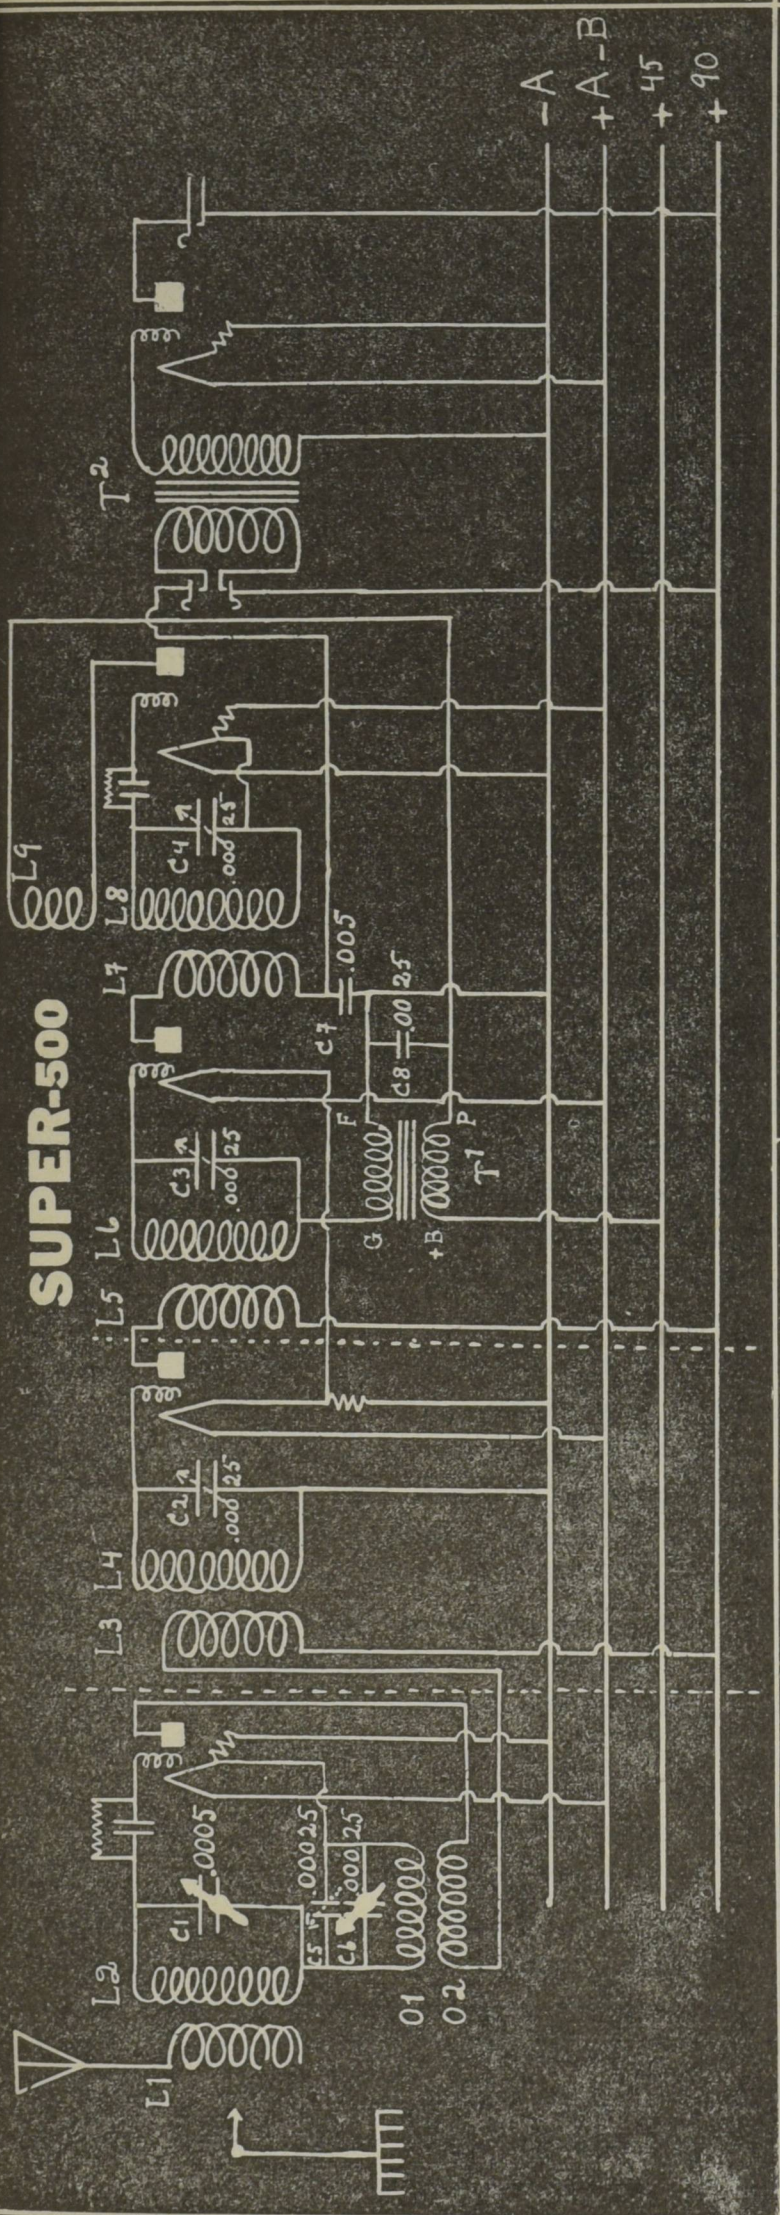 SUPER-500
L1
L2
C1
.0005
C5
.00025
C6
.00025
O1
O2
L3
L4
C2
.00025
L5
L6
C3
.00025
G
F
+B
P
T1
C7
.005
C8
.0025
L7
L8
C4
.00025
L9
T2
-A
+A-B
+45
+90